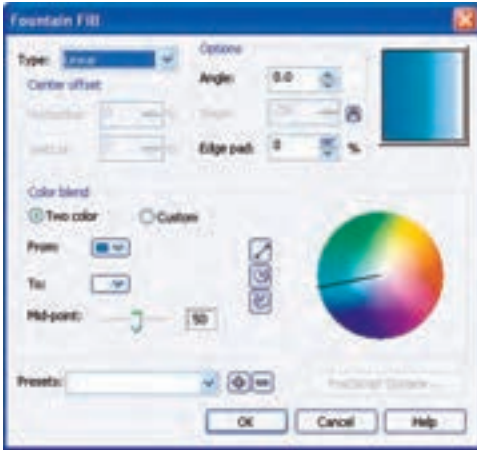 Fountain Fill
Type: Linear
Options
Center offset
Angle: 0.0
Edge pad: 0 %
Color blend
Two color
Custom
From:
To:
Mid-point: 50
Presets:
OK
Cancel
Help